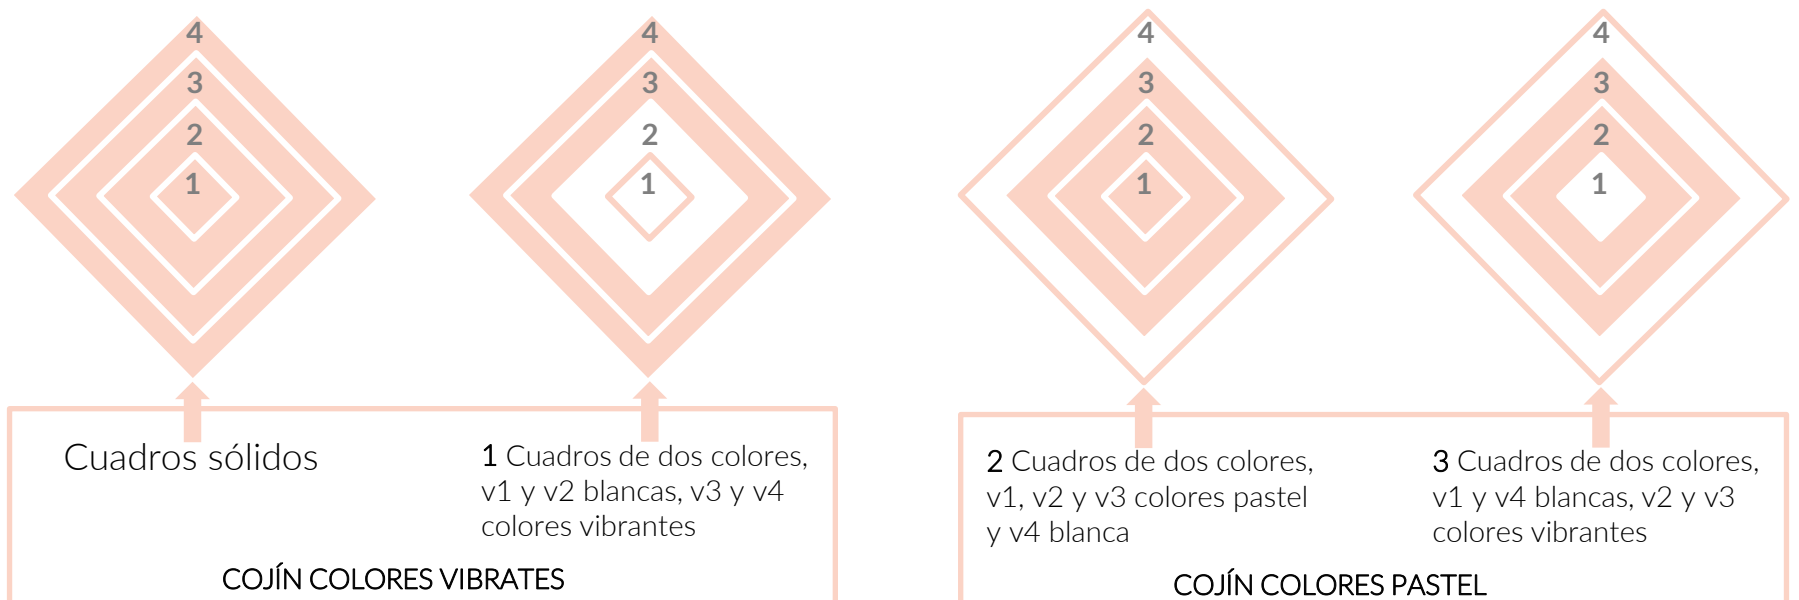 4
3
2
1
4
3
2
1
4
3
2
1
4
3
2
1
Cuadros sólidos
1 Cuadros de dos colores,
v1 y v2 blancas, v3 y v4
colores vibrantes
COJÍN COLORES VIBRATES
2 Cuadros de dos colores,
v1, v2 y v3 colores pastel
y v4 blanca
3 Cuadros de dos colores,
v1 y v4 blancas, v2 y v3
colores vibrantes
COJÍN COLORES PASTEL